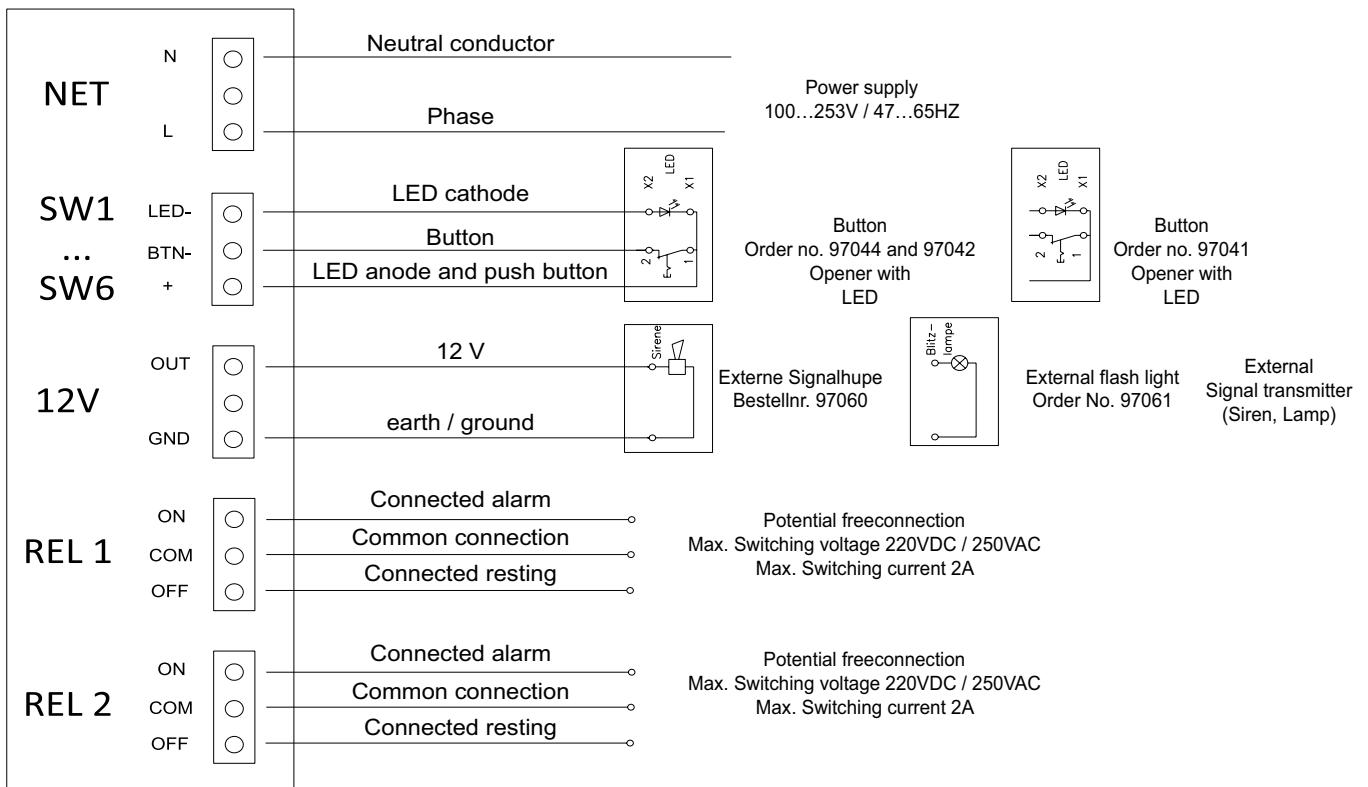 NET
N
L
Neutral conductor
Phase
Power supply
100…253V / 47…65HZ
SW1
...
SW6
LED-
BTN-
+
LED cathode
Button
LED anode and push button
X2
LED
X1
2
1
Button
Order no. 97044 and 97042
Opener with
LED
X2
LED
X1
2
1
Button
Order no. 97041
Opener with
LED
12V
OUT
GND
12 V
earth / ground
Sirene
Externe Signalhupe
Bestellnr. 97060
Blitz-
lampe
External flash light
Order No. 97061
External
Signal transmitter
(Siren, Lamp)
REL 1
ON
COM
OFF
Connected alarm
Common connection
Connected resting
Potential freeconnection
Max. Switching voltage 220VDC / 250VAC
Max. Switching current 2A
REL 2
ON
COM
OFF
Connected alarm
Common connection
Connected resting
Potential freeconnection
Max. Switching voltage 220VDC / 250VAC
Max. Switching current 2A